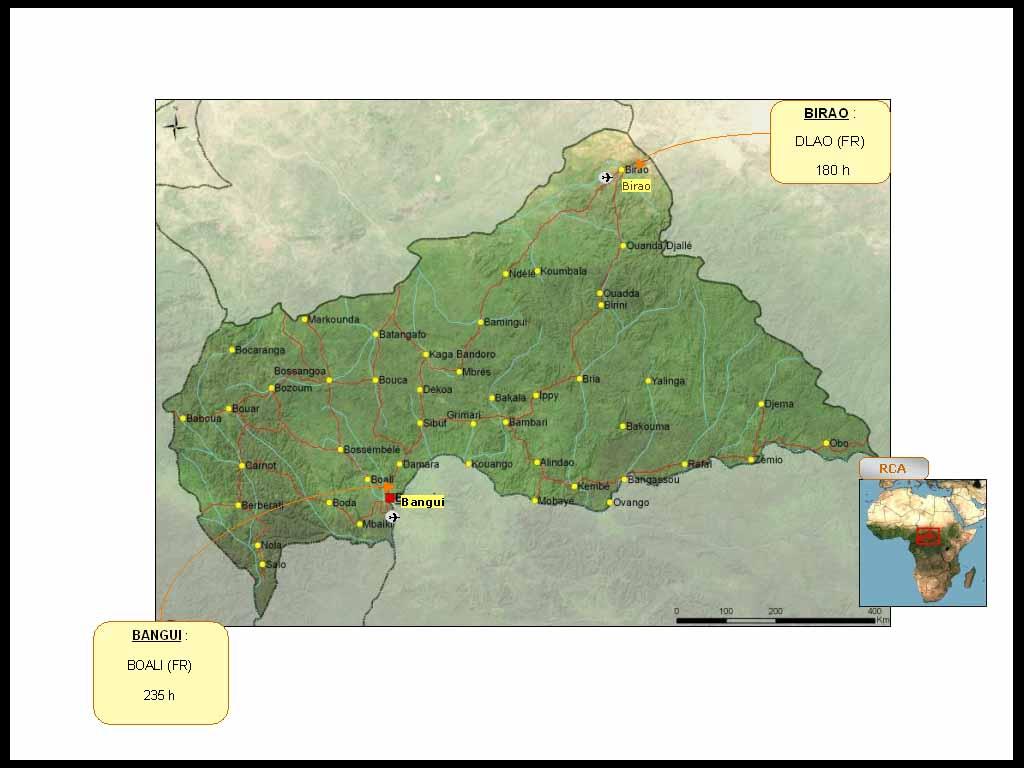 N
BIRAO :
DLAO (FR)
180 h
Birao
Birao
Ouanda Djallé
Ndélé
Koumbala
Ouadda
Birini
Markounda
Bamingui
Batangafo
Bocaranga
Kaga Bandoro
Bossangoa
Mbrés
Bozoum
Bouca
Dékoa
Bria
Yalinga
Bakala
Ippy
Djema
Baboua
Bouar
Grimari
Sibut
Bambari
Bakouma
Obo
Bossembélé
Carnot
Damara
Kouango
Alindao
Rafai
Zémio
RCA
Boali
Kembé
Bangassou
Berberati
Boda
Bangui
Mobaye
Ovango
Mbaiki
Nola
Salo
0 100 200 400
Km
BANGUI :
BOALI (FR)
235 h